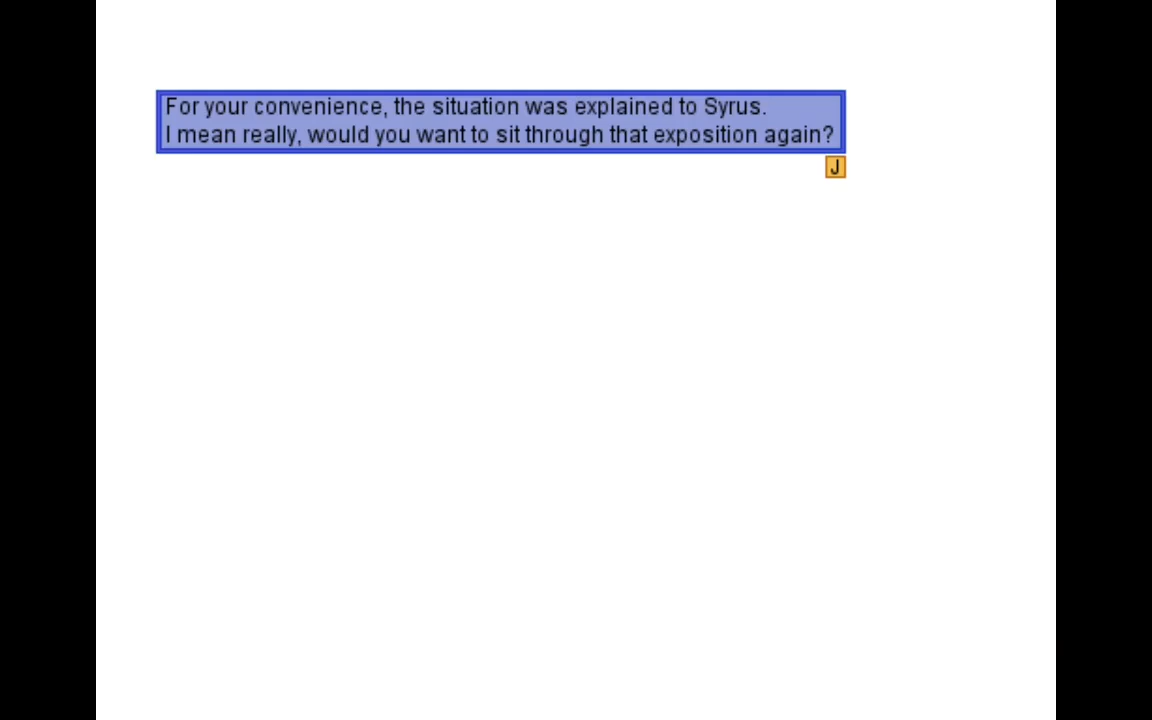 For your convenience, the situation was explained to Syrus.
I mean really, would you want to sit through that exposition again?
J